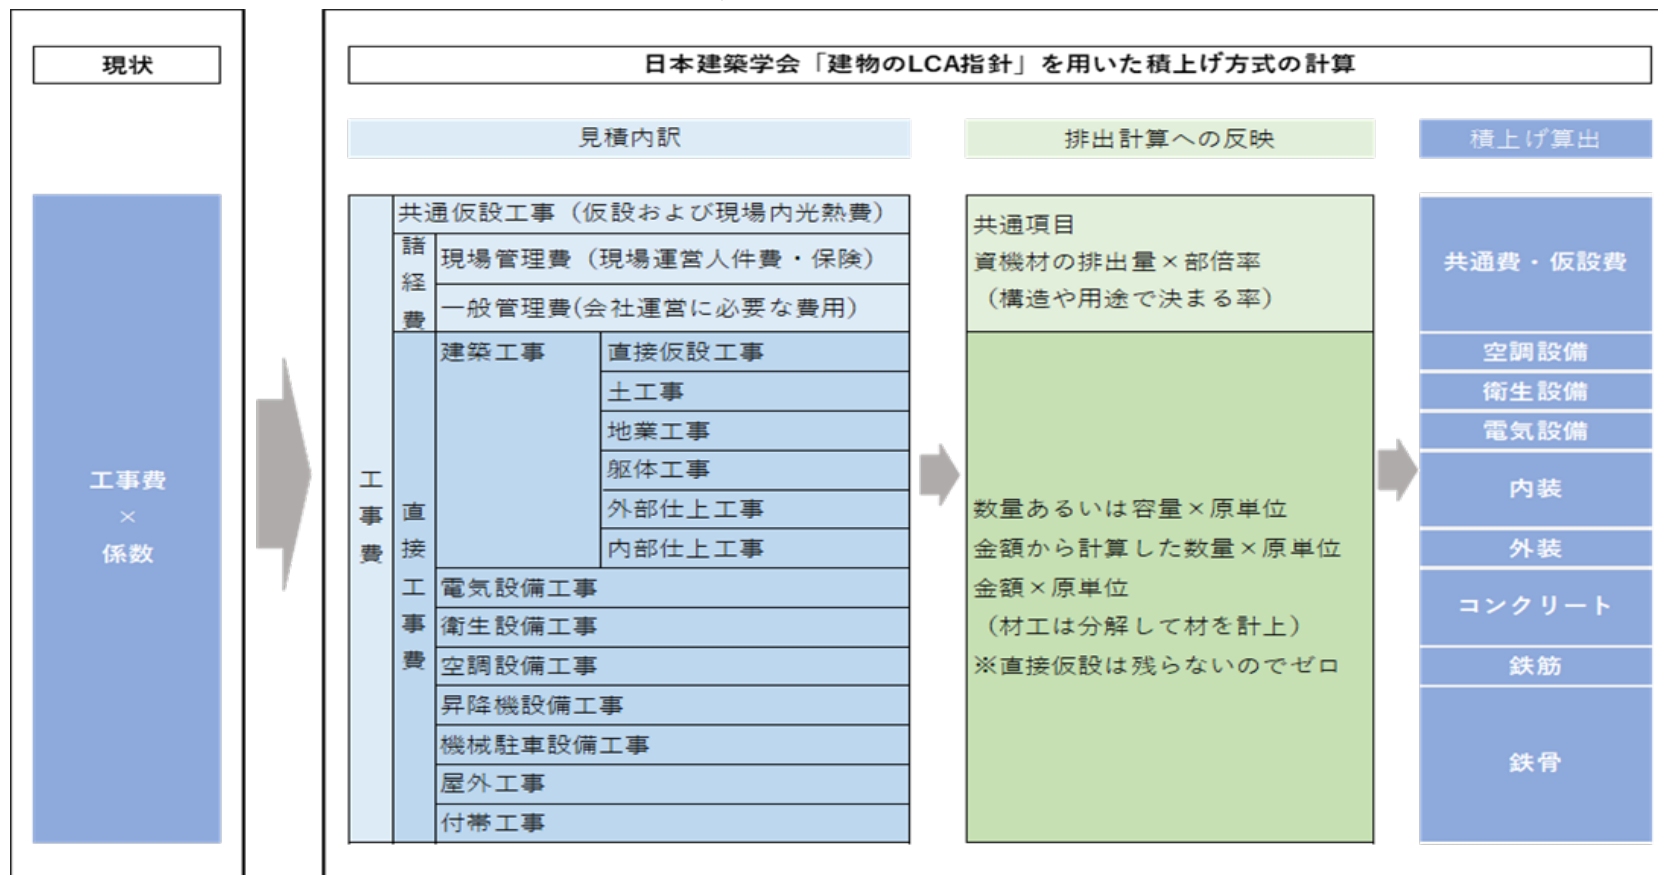 現状
日本建築学会「建物のLCA指針」を用いた積上げ方式の計算
見積内訳
排出計算への反映
積上げ算出
工事費
×
係数
工事費
共通仮設工事（仮設および現場内光熱費）
諸経費
現場管理費（現場運営人件費・保険）
一般管理費(会社運営に必要な費用)
直接工事費
建築工事
直接仮設工事
土工事
地業工事
躯体工事
外部仕上工事
内部仕上工事
電気設備工事
衛生設備工事
空調設備工事
昇降機設備工事
機械駐車設備工事
屋外工事
付帯工事
共通項目
資機材の排出量×部倍率
（構造や用途で決まる率）
数量あるいは容量×原単位
金額から計算した数量×原単位
金額×原単位
（材工は分解して材を計上）
※直接仮設は残らないのでゼロ
共通費・仮設費
空調設備
衛生設備
電気設備
内装
外装
コンクリート
鉄筋
鉄骨